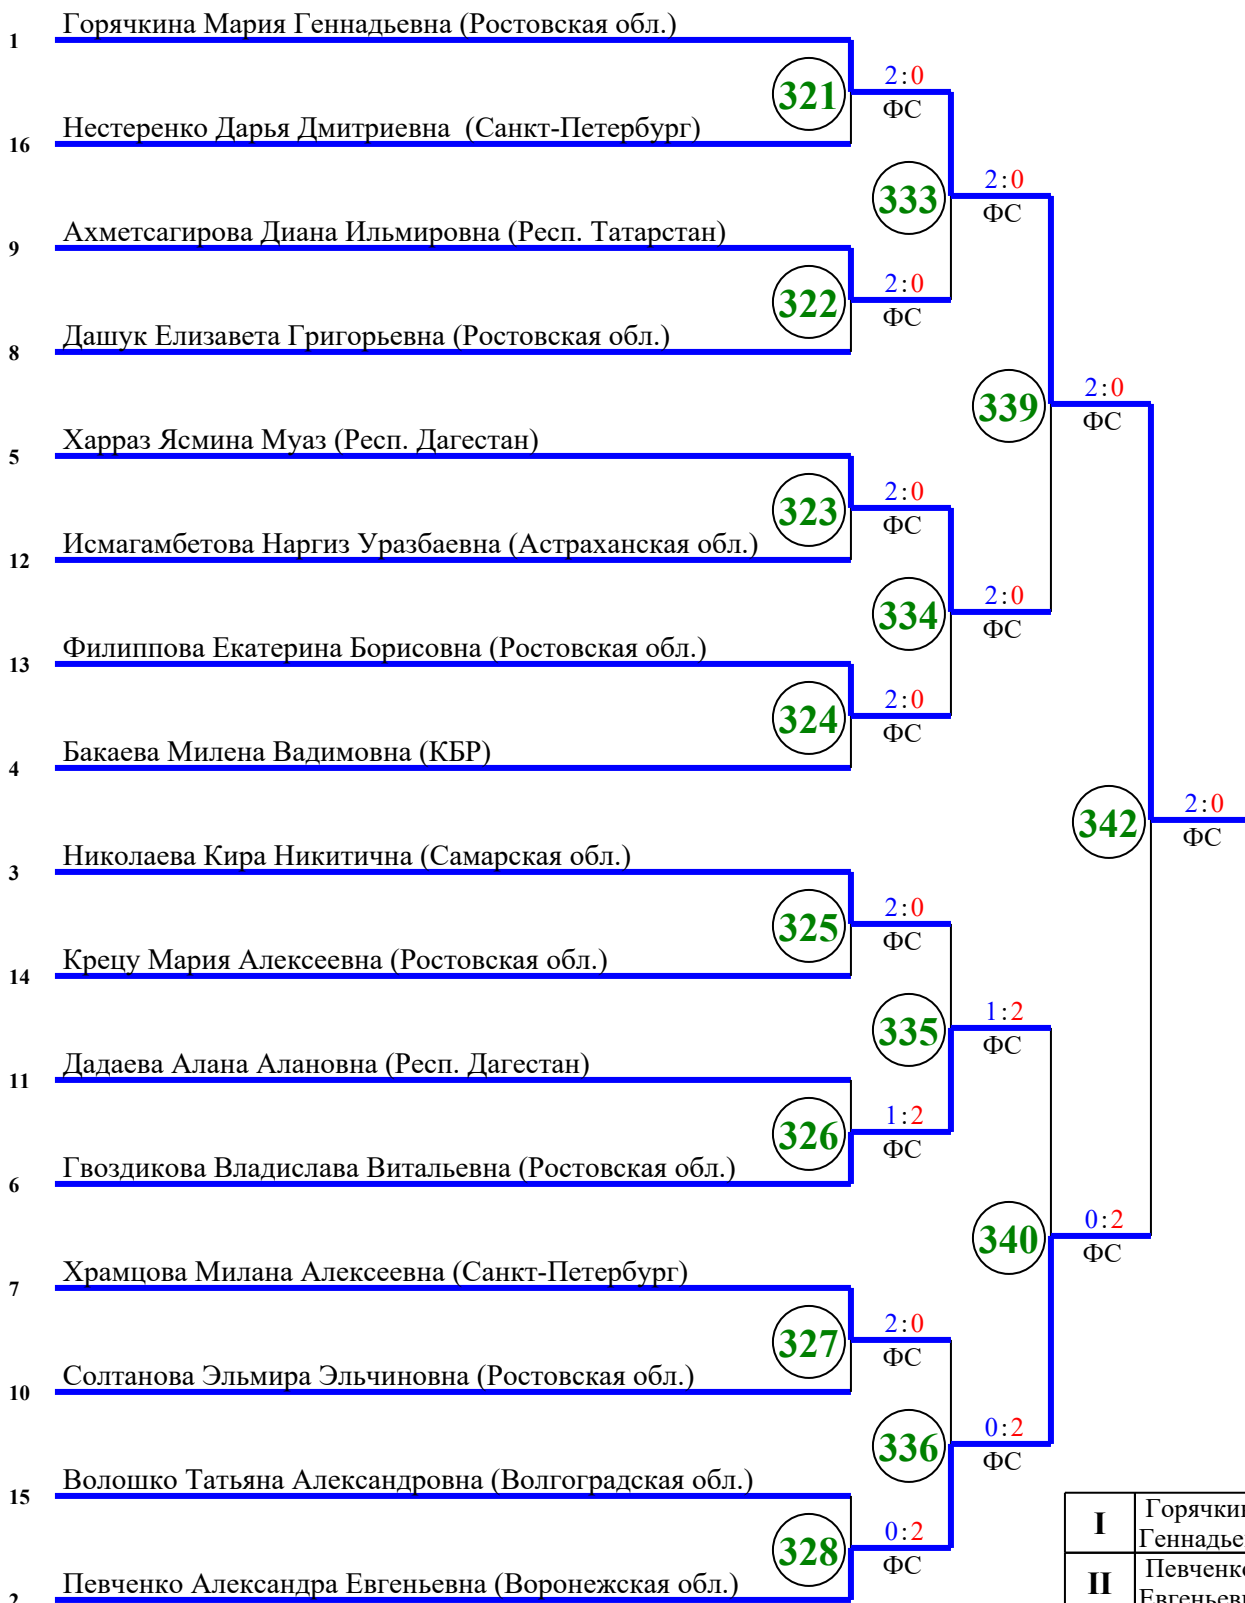 Горячкина Мария Геннадьевна (Ростовская обл.)
1
2:0
321
ФС
Нестеренко Дарья Дмитриевна (Санкт-Петербург)
16
2:0
333
ФС
Ахметсагирова Диана Ильмировна (Респ. Татарстан)
9
2:0
322
ФС
Дашук Елизавета Григорьевна (Ростовская обл.)
8
2:0
339
ФС
Харраз Ясмина Муаз (Респ. Дагестан)
5
2:0
323
ФС
Исмагамбетова Наргиз Уразбаевна (Астраханская обл.)
12
2:0
334
ФС
Филиппова Екатерина Борисовна (Ростовская обл.)
13
2:0
324
ФС
Бакаева Милена Вадимовна (КБР)
4
2:0
342
ФС
Николаева Кира Никитична (Самарская обл.)
3
2:0
325
ФС
Крецу Мария Алексеевна (Ростовская обл.)
14
1:2
335
ФС
Дадаева Алана Алановна (Респ. Дагестан)
11
1:2
326
ФС
Гвоздикова Владислава Витальевна (Ростовская обл.)
6
0:2
340
ФС
Храмцова Милана Алексеевна (Санкт-Петербург)
7
2:0
327
ФС
Солтанова Эльмира Эльчиновна (Ростовская обл.)
10
0:2
336
ФС
Волошко Татьяна Александровна (Волгоградская обл.)
15
0:2
328
ФС
Певченко Александра Евгеньевна (Воронежская обл.)
2
I
II
Певченко